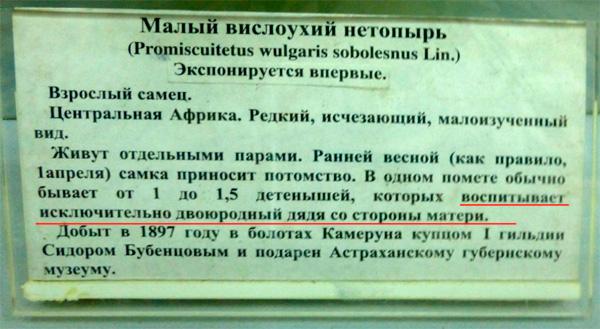 Малый вислоухий нетопырь
(Promiscuitetus wulgaris sobolesnus Lin.)
Экспонируется впервые.
Взрослый самец.
Центральная Африка. Редкий, исчезающий, малоизученный
вид.
Живут отдельными парами. Ранней весной (как правило,
1апреля) самка приносит потомство. В одном помете обычно
бывает от 1 до 1,5 детенышей, которых воспитывает
исключительно двоюродный дядя со стороны матери.
Добыт в 1897 году в болотах Камеруна купцом I гильдии
Сидором Бубенцовым и подарен Астраханскому губернскому
музеуму.